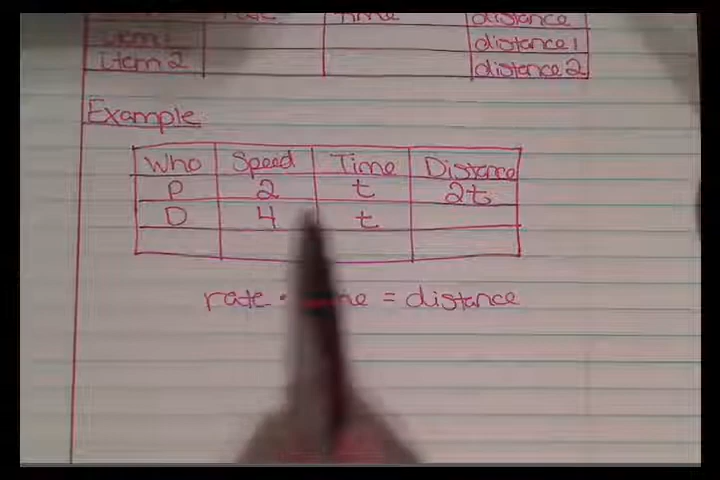 distance
distance 1
Item 2 distance 2
Example
Who Speed Time Distance
P 2 t 2t
D 4 t
rate · = distance